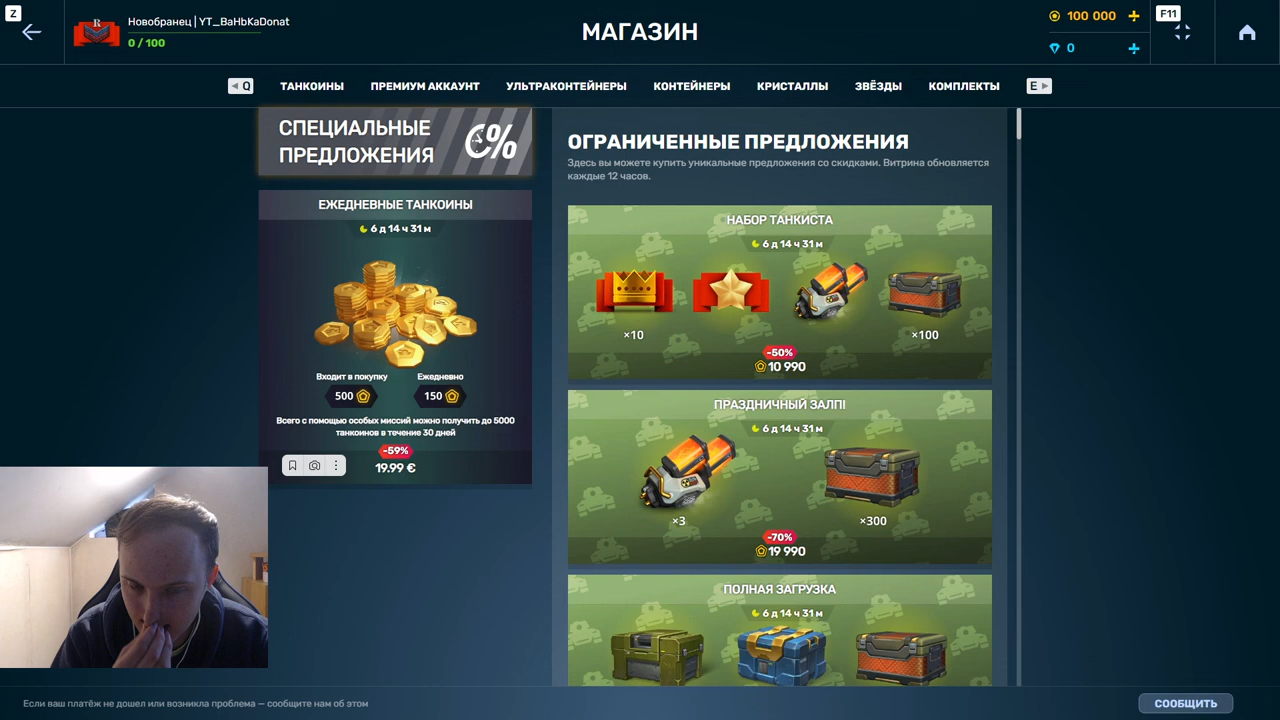 Z
Новобранец | YT_BaHbKaDonat
0 / 100
МАГАЗИН
100 000
0
F11
Q
ТАНКОИНЫ
ПРЕМИУМ АККАУНТ
УЛЬТРАКОНТЕЙНЕРЫ
КОНТЕЙНЕРЫ
КРИСТАЛЛЫ
ЗВЁЗДЫ
КОМПЛЕКТЫ
E
СПЕЦИАЛЬНЫЕ
ПРЕДЛОЖЕНИЯ
%
ЕЖЕДНЕВНЫЕ ТАНКОИНЫ
6 д 14 ч 31 м
Входит в покупку
Ежедневно
500
150
Всего с помощью особых миссий можно получить до 5000
танкоинов в течение 30 дней
-59%
19.99 €
ОГРАНИЧЕННЫЕ ПРЕДЛОЖЕНИЯ
Здесь вы можете купить уникальные предложения со скидками. Витрина обновляется
каждые 12 часов.
НАБОР ТАНКИСТА
6 д 14 ч 31 м
×10
×100
-50%
10 990
ПРАЗДНИЧНЫЙ ЗАЛП!
6 д 14 ч 31 м
×3
×300
-70%
19 990
ПОЛНАЯ ЗАГРУЗКА
6 д 14 ч 31 м
Если ваш платёж не дошел или возникла проблема — сообщите нам об этом
СООБЩИТЬ